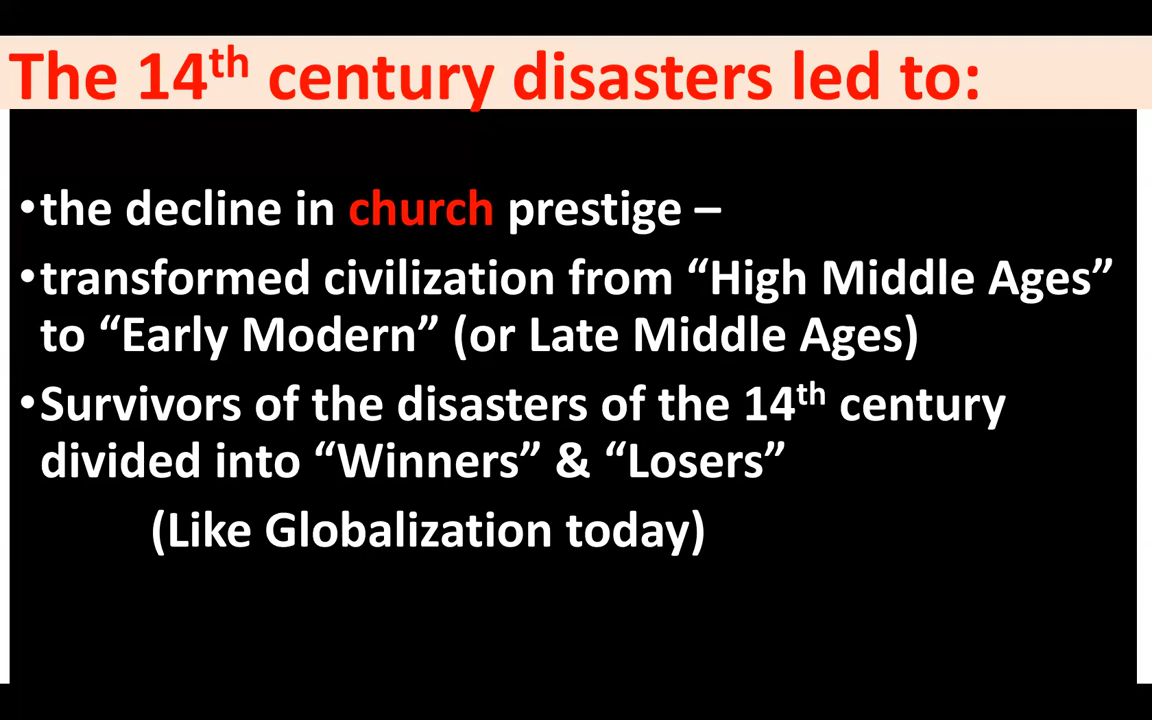 The 14th century disasters led to:
•the decline in church prestige –
•transformed civilization from “High Middle Ages”
to “Early Modern” (or Late Middle Ages)
•Survivors of the disasters of the 14th century
divided into “Winners” & “Losers”
(Like Globalization today)